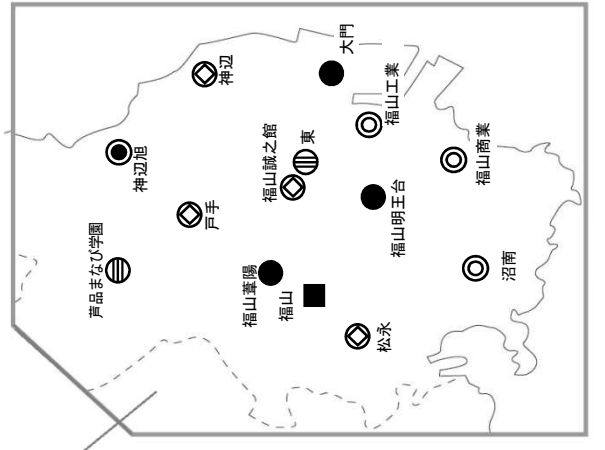 大門
神辺
福山工業
神辺旭
福山誠之館
東
福山商業
戸手
福山明王台
芦品まなび学園
福山葦陽
福山
沼南
松永